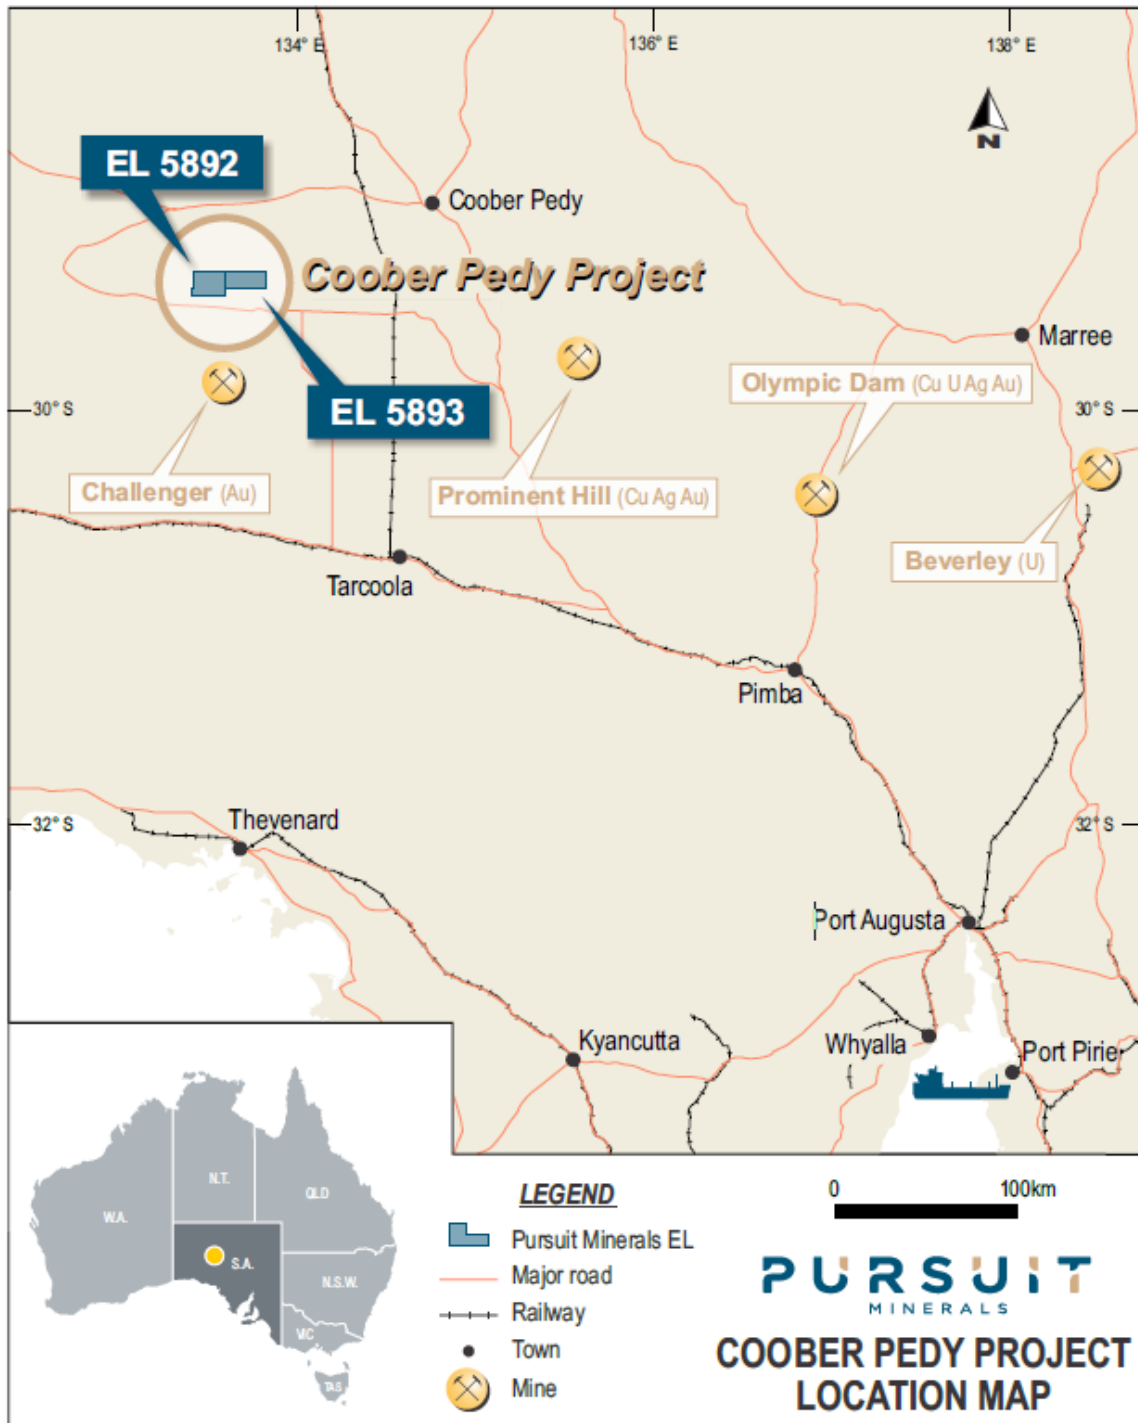 134° E
136° E
138° E
N
EL 5892
Coober Pedy
Coober Pedy Project
Marree
Olympic Dam (Cu U Ag Au)
30° S
30° S
EL 5893
Challenger (Au)
Prominent Hill (Cu Ag Au)
Beverley (U)
Tarcoola
Pimba
Thevenard
32° S
32° S
Port Augusta
Kyancutta
Whyalla
Port Pirie
N.T.
QLD
W.A.
S.A.
N.S.W.
VIC
TAS
LEGEND
Pursuit Minerals EL
Major road
Railway
Town
Mine
0 100km
PURSUIT
MINERALS
COOBER PEDY PROJECT
LOCATION MAP